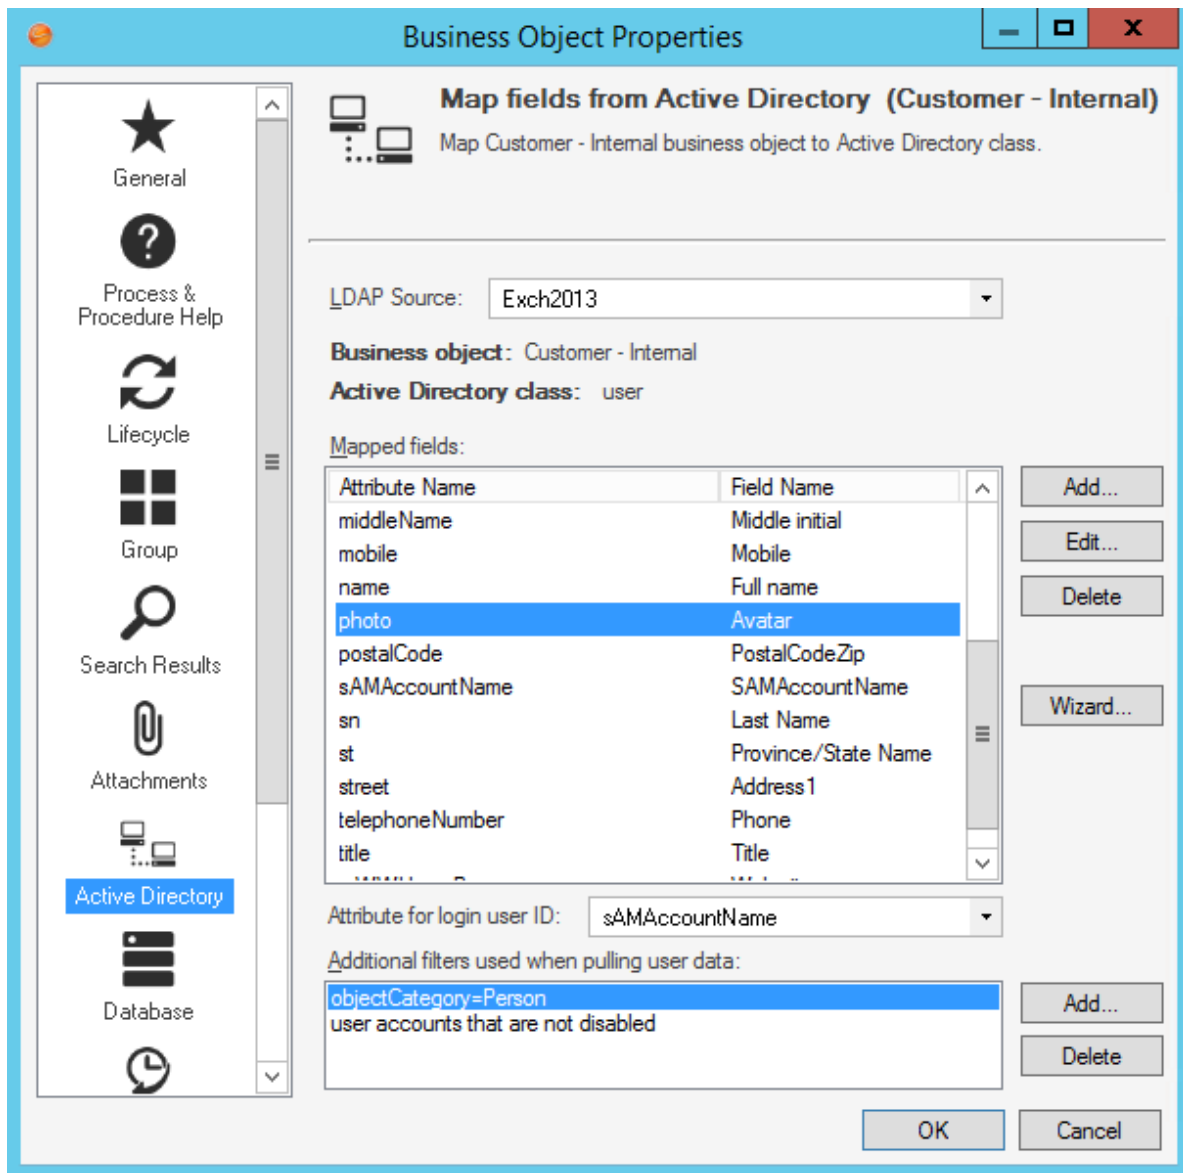 Business Object Properties
General
Process &
Procedure Help
Lifecycle
Group
Search Results
Attachments
Active Directory
Database
Map fields from Active Directory (Customer - Internal)
Map Customer - Internal business object to Active Directory class.
LDAP Source: Exch2013
Business object: Customer - Internal
Active Directory class: user
Mapped fields:
Attribute Name Field Name
middleName Middle initial
mobile Mobile
name Full name
photo Avatar
postalCode PostalCodeZip
sAMAccountName SAMAccountName
sn Last Name
st Province/State Name
street Address1
telephoneNumber Phone
title Title
Add...
Edit...
Delete
Wizard...
Attribute for login user ID: sAMAccountName
Additional filters used when pulling user data:
objectCategory=Person
user accounts that are not disabled
Add...
Delete
OK Cancel